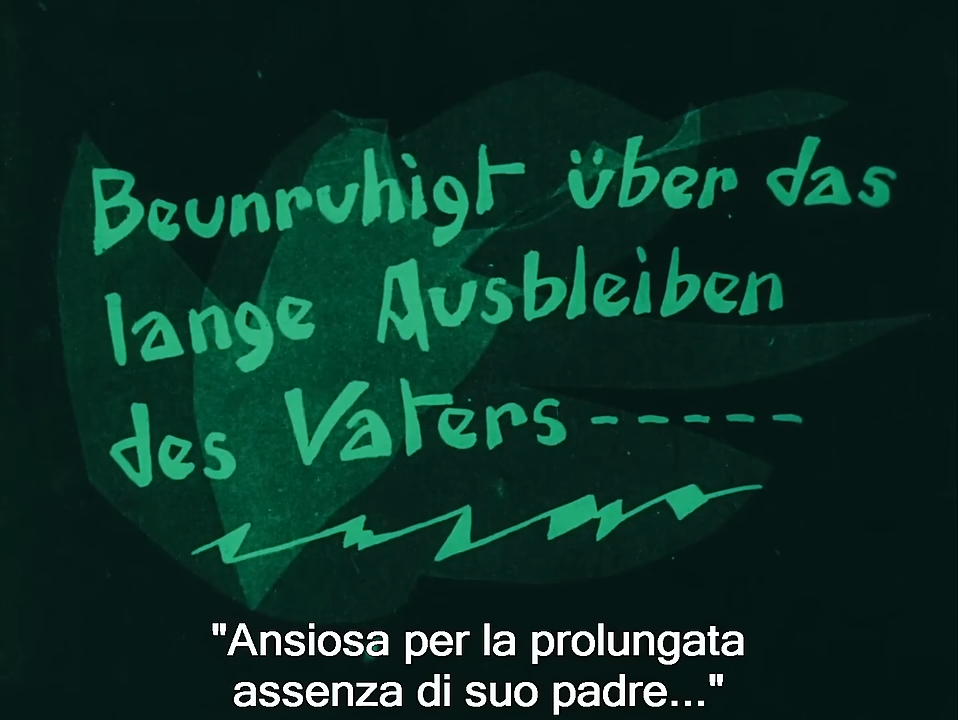 Beunruhigt über das
lange Ausbleiben
des Vaters-----
"Ansiosa per la prolungata
assenza di suo padre..."